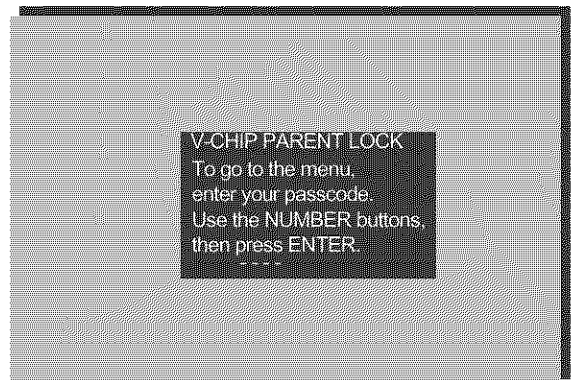 V-CHIP PARENT LOCK
To go to the menu,
enter your passcode.
Use the NUMBER buttons,
then press ENTER.
----